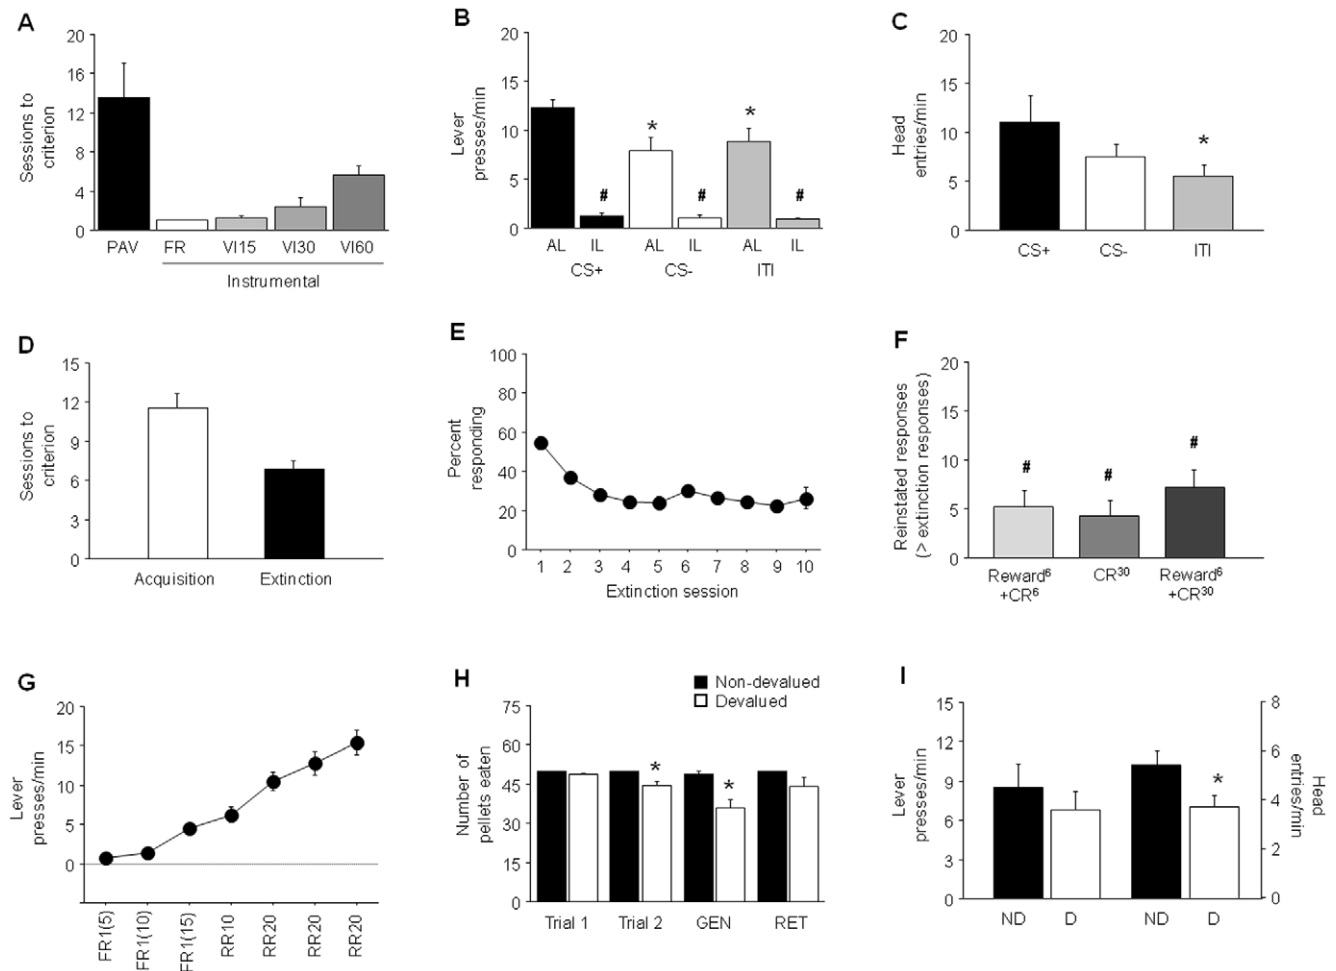 A
Sessions to
criterion
20
16
12
8
4
0
PAV FR VI15 VI30 VI60
Instrumental
B
Lever
presses/min
20
15
10
5
0
* *
# # #
AL IL AL IL AL IL
CS+ CS- ITI
C
Head
entries/min
20
15
10
5
0
*
CS+ CS- ITI
D
Sessions to
criterion
15
12
9
6
3
0
Acquisition Extinction
E
Percent
responding
100
80
60
40
20
0
1 2 3 4 5 6 7 8 9 10
Extinction session
F
Reinstated responses
(> extinction responses)
20
15
10
5
0
# # #
Reward⁶ CR³⁰ Reward⁶
+CR⁶ +CR³⁰
G
Lever
presses/min
20
15
10
5
0
FR1(5) FR1(10) FR1(15) RR10 RR20 RR20 RR20
H
Non-devalued
Devalued
Number of
pellets eaten
75
60
45
30
15
0
* *
Trial 1 Trial 2 GEN RET
I
Lever
presses/min
15
12
9
6
3
0
*
8
6
4
2
0
Head
entries/min
ND D ND D